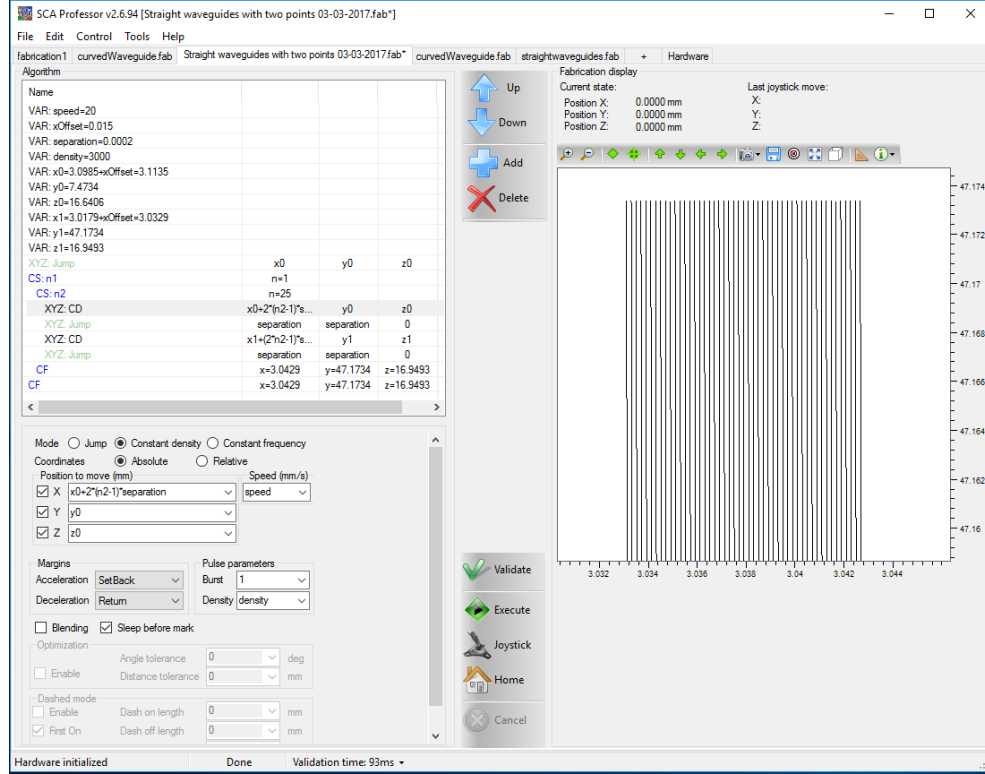 SCA Professor v2.6.94 [Straight waveguides with two points 03-03-2017.fab*]
File Edit Control Tools Help
fabrication1 curvedWaveguide.fab Straight waveguides with two points 03-03-2017.fab* curvedWaveguide.fab straightwaveguides.fab + Hardware
Algorithm
Name
VAR: speed=20
VAR: xOffset=0.015
VAR: separation=0.0002
VAR: density=3000
VAR: x0=3.0985+xOffset=3.1135
VAR: y0=7.4734
VAR: z0=16.6406
VAR: x1=3.0179+xOffset=3.0329
VAR: y1=47.1734
VAR: z1=16.9493
XYZ: Jump x0 y0 z0
CS: n1 n=1
CS: n2 n=25
XYZ: CD x0+2*(n2-1)*s... y0 z0
XYZ: Jump separation separation 0
XYZ: CD x1+(2*n2-1)*s... y1 z1
XYZ: Jump separation separation 0
CF x=3.0429 y=47.1734 z=16.9493
CF x=3.0429 y=47.1734 z=16.9493
Mode Jump Constant density Constant frequency
Coordinates Absolute Relative
Position to move (mm) Speed (mm/s)
X x0+2*(n2-1)*separation speed
Y y0
Z z0
Margins Pulse parameters
Acceleration SetBack Burst 1
Deceleration Return Density density
Blending Sleep before mark
Optimization
Enable Angle tolerance 0 deg
Distance tolerance 0 mm
Dashed mode
Enable Dash on length 0 mm
First On Dash off length 0 mm
Up
Down
Add
Delete
Validate
Execute
Joystick
Home
Cancel
Fabrication display
Current state: Last joystick move:
Position X: 0.0000 mm X:
Position Y: 0.0000 mm Y:
Position Z: 0.0000 mm Z:
47.174
47.172
47.17
47.168
47.166
47.164
47.162
47.16
3.032 3.034 3.036 3.038 3.04 3.042 3.044
Hardware initialized Done Validation time: 93ms